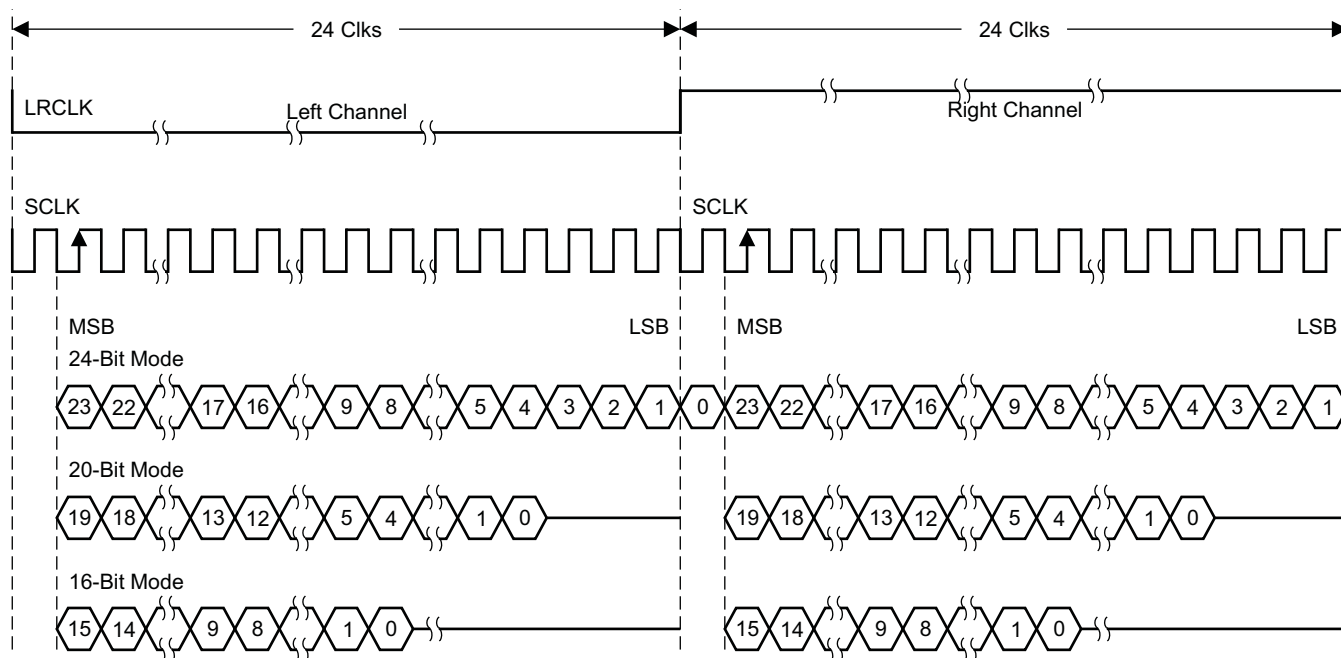 24 Clks 24 Clks
LRCLK Left Channel Right Channel
SCLK SCLK
MSB LSB MSB LSB
24-Bit Mode
23 22 17 16 9 8 5 4 3 2 1 0 23 22 17 16 9 8 5 4 3 2 1
20-Bit Mode
19 18 13 12 5 4 1 0 19 18 13 12 5 4 1 0
16-Bit Mode
15 14 9 8 1 0 15 14 9 8 1 0